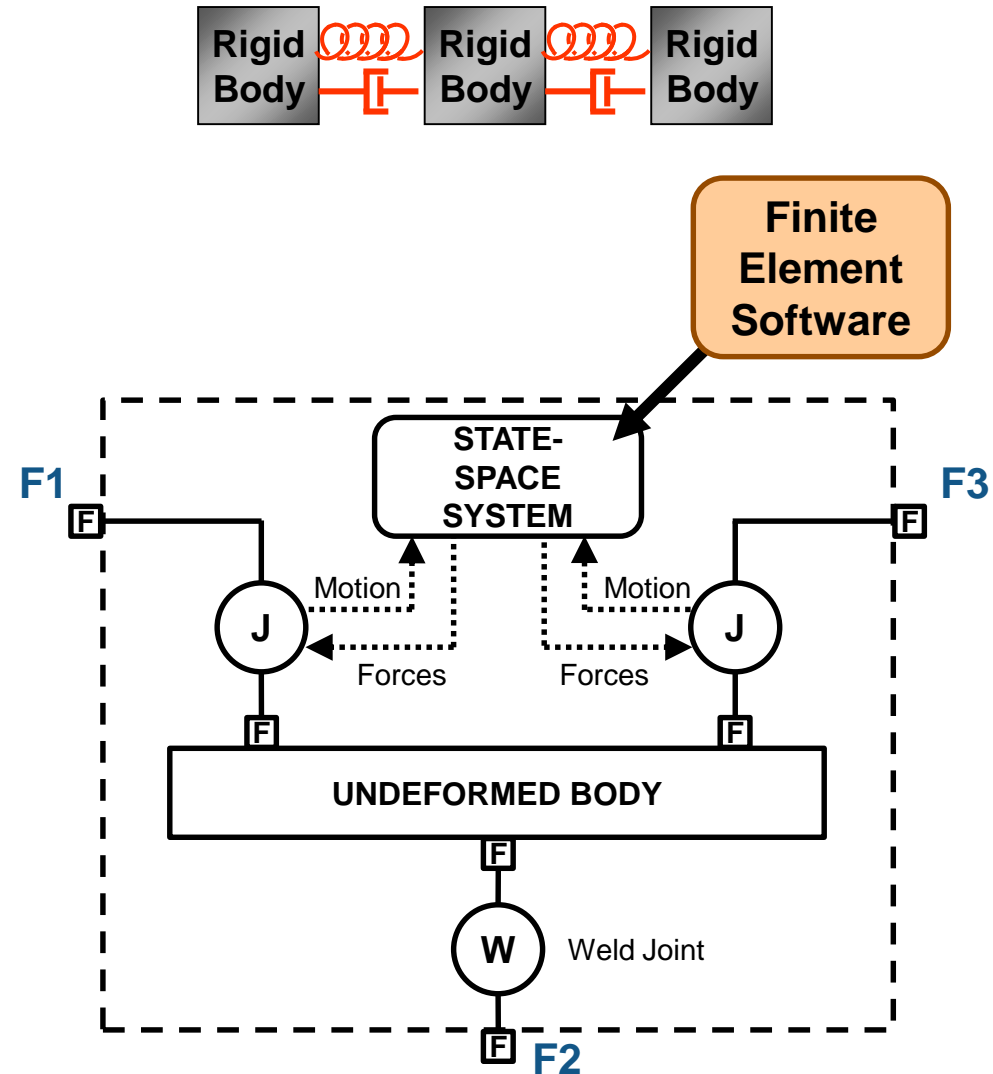 Rigid
Body
Rigid
Body
Rigid
Body
Finite
Element
Software
STATE-
SPACE
SYSTEM
F1
F
F3
F
Motion
Motion
J
J
Forces
Forces
F
F
UNDEFORMED BODY
F
W
Weld Joint
F
F2